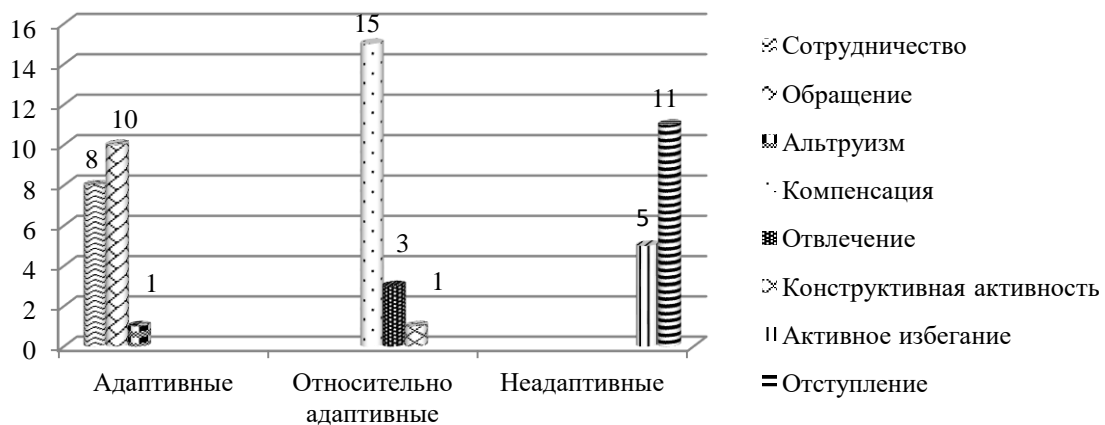 16
14
12
10
8
6
4
2
0
8
10
1
15
3
1
5
11
Адаптивные
Относительно
адаптивные
Неадаптивные
Сотрудничество
Обращение
Альтруизм
Компенсация
Отвлечение
Конструктивная активность
Активное избегание
Отступление